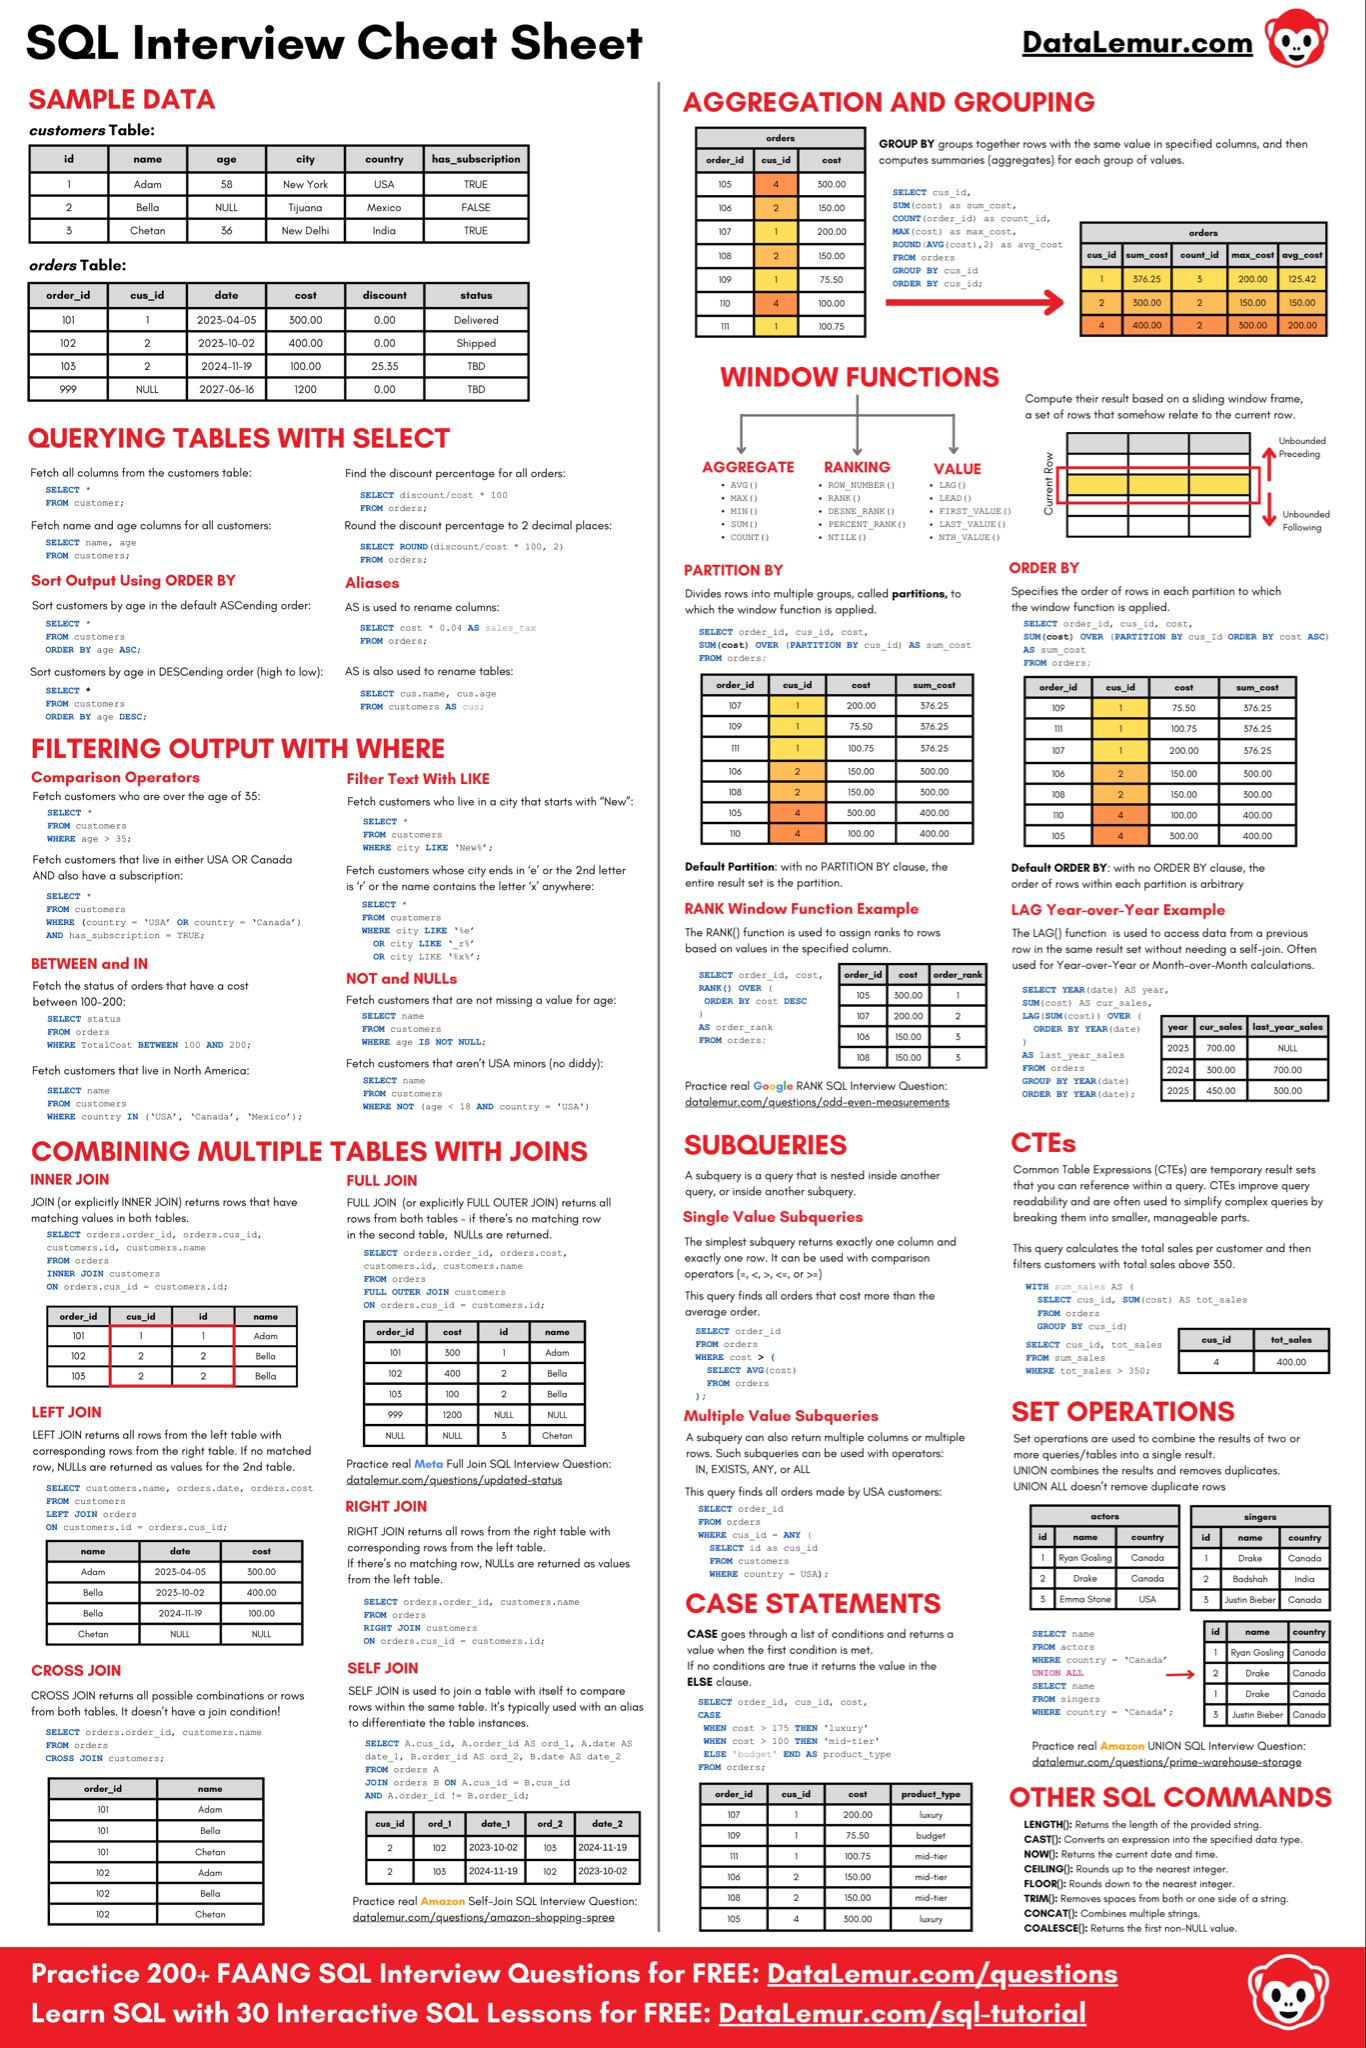 SQL Interview Cheat Sheet
DataLemur.com
SAMPLE DATA
customers Table:
id name age city country has_subscription
1 Adam 58 New York USA TRUE
2 Bella NULL Tijuana Mexico FALSE
3 Chetan 36 New Delhi India TRUE
orders Table:
order_id cus_id date cost discount status
101 1 2023-04-05 300.00 0.00 Delivered
102 2 2023-10-02 400.00 0.00 Shipped
103 2 2024-11-19 100.00 25.35 TBD
999 NULL 2027-06-16 1200 0.00 TBD
QUERYING TABLES WITH SELECT
Fetch all columns from the customers table:
SELECT *
FROM customer;
Fetch name and age columns for all customers:
SELECT name, age
FROM customers;
Sort Output Using ORDER BY
Sort customers by age in the default ASCending order:
SELECT *
FROM customers
ORDER BY age ASC;
Sort customers by age in DESCending order (high to low):
SELECT *
FROM customers
ORDER BY age DESC;
Find the discount percentage for all orders:
SELECT discount/cost * 100
FROM orders;
Round the discount percentage to 2 decimal places:
SELECT ROUND(discount/cost * 100, 2)
FROM orders;
Aliases
AS is used to rename columns:
SELECT cost * 0.04 AS sales_tax
FROM orders;
AS is also used to rename tables:
SELECT cus.name, cus.age
FROM customers AS cus;
FILTERING OUTPUT WITH WHERE
Comparison Operators
Fetch customers who are over the age of 35:
SELECT *
FROM customers
WHERE age > 35;
Fetch customers that live in either USA OR Canada
AND also have a subscription:
SELECT *
FROM customers
WHERE (country = ‘USA’ OR country = ‘Canada’)
AND has_subscription = TRUE;
BETWEEN and IN
Fetch the status of orders that have a cost
between 100-200:
SELECT status
FROM orders
WHERE TotalCost BETWEEN 100 AND 200;
Fetch customers that live in North America:
SELECT name
FROM customers
WHERE country IN (‘USA’, ‘Canada’, ‘Mexico’);
Filter Text With LIKE
Fetch customers who live in a city that starts with “New”:
SELECT *
FROM customers
WHERE city LIKE ‘New%’;
Fetch customers whose city ends in ‘e’ or the 2nd letter
is ‘r’ or the name contains the letter ‘x’ anywhere:
SELECT *
FROM customers
WHERE city LIKE ‘%e’
OR city LIKE ‘_r%’
OR city LIKE ‘%x%’;
NOT and NULLs
Fetch customers that are not missing a value for age:
SELECT name
FROM customers
WHERE age IS NOT NULL;
Fetch customers that aren’t USA minors (no diddy):
SELECT name
FROM customers
WHERE NOT (age < 18 AND country = 'USA')
COMBINING MULTIPLE TABLES WITH JOINS
INNER JOIN
JOIN (or explicitly INNER JOIN) returns rows that have
matching values in both tables.
SELECT orders.order_id, orders.cus_id,
customers.id, customers.name
FROM orders
INNER JOIN customers
ON orders.cus_id = customers.id;
order_id cus_id id name
101 1 1 Adam
102 2 2 Bella
103 2 2 Bella
LEFT JOIN
LEFT JOIN returns all rows from the left table with
corresponding rows from the right table. If no matched
row, NULLs are returned as values for the 2nd table.
SELECT customers.name, orders.date, orders.cost
FROM customers
LEFT JOIN orders
ON customers.id = orders.cus_id;
name date cost
Adam 2023-04-05 300.00
Bella 2023-10-02 400.00
Bella 2024-11-19 100.00
Chetan NULL NULL
CROSS JOIN
CROSS JOIN returns all possible combinations or rows
from both tables. It doesn’t have a join condition!
SELECT orders.order_id, customers.name
FROM orders
CROSS JOIN customers;
order_id name
101 Adam
101 Bella
101 Chetan
102 Adam
102 Bella
102 Chetan
FULL JOIN
FULL JOIN (or explicitly FULL OUTER JOIN) returns all
rows from both tables - if there’s no matching row
in the second table, NULLs are returned.
SELECT orders.order_id, orders.cost,
customers.id, customers.name
FROM orders
FULL OUTER JOIN customers
ON orders.cus_id = customers.id;
order_id cost id name
101 300 1 Adam
102 400 2 Bella
103 100 2 Bella
999 1200 NULL NULL
NULL NULL 3 Chetan
Practice real Meta Full Join SQL Interview Question:
datalemur.com/questions/updated-status
RIGHT JOIN
RIGHT JOIN returns all rows from the right table with
corresponding rows from the left table.
If there’s no matching row, NULLs are returned as values
from the left table.
SELECT orders.order_id, customers.name
FROM orders
RIGHT JOIN customers
ON orders.cus_id = customers.id;
SELF JOIN
SELF JOIN is used to join a table with itself to compare
rows within the same table. It’s typically used with an alias
to differentiate the table instances.
SELECT A.cus_id, A.order_id AS ord_1, A.date AS
date_1, B.order_id AS ord_2, B.date AS date_2
FROM orders A
JOIN orders B ON A.cus_id = B.cus_id
AND A.order_id != B.order_id;
cus_id ord_1 date_1 ord_2 date_2
2 102 2023-10-02 103 2024-11-19
2 103 2024-11-19 102 2023-10-02
Practice real Amazon Self-Join SQL Interview Question:
datalemur.com/questions/amazon-shopping-spree
AGGREGATION AND GROUPING
orders
order_id cus_id cost
105 4 300.00
106 2 150.00
107 1 200.00
108 2 150.00
109 1 75.50
110 4 100.00
111 1 100.75
GROUP BY groups together rows with the same value in specified columns, and then
computes summaries (aggregates) for each group of values.
SELECT cus_id,
SUM(cost) as sum_cost,
COUNT(order_id) as count_id,
MAX(cost) as max_cost,
ROUND(AVG(cost),2) as avg_cost
FROM orders
GROUP BY cus_id
ORDER BY cus_id;
orders
cus_id sum_cost count_id max_cost avg_cost
1 376.25 3 200.00 125.42
2 300.00 2 150.00 150.00
4 400.00 2 300.00 200.00
WINDOW FUNCTIONS
Compute their result based on a sliding window frame,
a set of rows that somehow relate to the current row.
AGGREGATE
• AVG()
• MAX()
• MIN()
• SUM()
• COUNT()
RANKING
• ROW_NUMBER()
• RANK()
• DESNE_RANK()
• PERCENT_RANK()
• NTILE()
VALUE
• LAG()
• LEAD()
• FIRST_VALUE()
• LAST_VALUE()
• NTH_VALUE()
Current Row
Unbounded
Preceding
Unbounded
Following
PARTITION BY
Divides rows into multiple groups, called partitions, to
which the window function is applied.
SELECT order_id, cus_id, cost,
SUM(cost) OVER (PARTITION BY cus_id) AS sum_cost
FROM orders;
order_id cus_id cost sum_cost
107 1 200.00 376.25
109 1 75.50 376.25
111 1 100.75 376.25
106 2 150.00 300.00
108 2 150.00 300.00
105 4 300.00 400.00
110 4 100.00 400.00
Default Partition: with no PARTITION BY clause, the
entire result set is the partition.
ORDER BY
Specifies the order of rows in each partition to which
the window function is applied.
SELECT order_id, cus_id, cost,
SUM(cost) OVER (PARTITION BY cus_Id ORDER BY cost ASC)
AS sum_cost
FROM orders;
order_id cus_id cost sum_cost
109 1 75.50 376.25
111 1 100.75 376.25
107 1 200.00 376.25
106 2 150.00 300.00
108 2 150.00 300.00
110 4 100.00 400.00
105 4 300.00 400.00
Default ORDER BY: with no ORDER BY clause, the
order of rows within each partition is arbitrary
RANK Window Function Example
The RANK() function is used to assign ranks to rows
based on values in the specified column.
SELECT order_id, cost,
RANK() OVER (
ORDER BY cost DESC
)
AS order_rank
FROM orders;
order_id cost order_rank
105 300.00 1
107 200.00 2
106 150.00 3
108 150.00 3
Practice real Google RANK SQL Interview Question:
datalemur.com/questions/odd-even-measurements
LAG Year-over-Year Example
The LAG() function is used to access data from a previous
row in the same result set without needing a self-join. Often
used for Year-over-Year or Month-over-Month calculations.
SELECT YEAR(date) AS year,
SUM(cost) AS cur_sales,
LAG(SUM(cost)) OVER (
ORDER BY YEAR(date)
)
AS last_year_sales
FROM orders
GROUP BY YEAR(date)
ORDER BY YEAR(date);
year cur_sales last_year_sales
2023 700.00 NULL
2024 300.00 700.00
2025 450.00 300.00
SUBQUERIES
A subquery is a query that is nested inside another
query, or inside another subquery.
Single Value Subqueries
The simplest subquery returns exactly one column and
exactly one row. It can be used with comparison
operators (=, <, >, <=, or >=)
This query finds all orders that cost more than the
average order.
SELECT order_id
FROM orders
WHERE cost > (
SELECT AVG(cost)
FROM orders
);
Multiple Value Subqueries
A subquery can also return multiple columns or multiple
rows. Such subqueries can be used with operators:
IN, EXISTS, ANY, or ALL
This query finds all orders made by USA customers:
SELECT order_id
FROM orders
WHERE cus_id = ANY (
SELECT id as cus_id
FROM customers
WHERE country = USA);
CASE STATEMENTS
CASE goes through a list of conditions and returns a
value when the first condition is met.
If no conditions are true it returns the value in the
ELSE clause.
SELECT order_id, cus_id, cost,
CASE
WHEN cost > 175 THEN 'luxury'
WHEN cost > 100 THEN 'mid-tier'
ELSE 'budget' END AS product_type
FROM orders;
order_id cus_id cost product_type
107 1 200.00 luxury
109 1 75.50 budget
111 1 100.75 mid-tier
106 2 150.00 mid-tier
108 2 150.00 mid-tier
105 4 300.00 luxury
CTEs
Common Table Expressions (CTEs) are temporary result sets
that you can reference within a query. CTEs improve query
readability and are often used to simplify complex queries by
breaking them into smaller, manageable parts.
This query calculates the total sales per customer and then
filters customers with total sales above 350.
WITH sum_sales AS (
SELECT cus_id, SUM(cost) AS tot_sales
FROM orders
GROUP BY cus_id)
SELECT cus_id, tot_sales
FROM sum_sales
WHERE tot_sales > 350;
cus_id tot_sales
4 400.00
SET OPERATIONS
Set operations are used to combine the results of two or
more queries/tables into a single result.
UNION combines the results and removes duplicates.
UNION ALL doesn’t remove duplicate rows
actors
id name country
1 Ryan Gosling Canada
2 Drake Canada
3 Emma Stone USA
singers
id name country
1 Drake Canada
2 Badshah India
3 Justin Bieber Canada
SELECT name
FROM actors
WHERE country = ‘Canada’
UNION ALL
SELECT name
FROM singers
WHERE country = ‘Canada’;
id name country
1 Ryan Gosling Canada
2 Drake Canada
1 Drake Canada
3 Justin Bieber Canada
Practice real Amazon UNION SQL Interview Question:
datalemur.com/questions/prime-warehouse-storage
OTHER SQL COMMANDS
LENGTH(): Returns the length of the provided string.
CAST(): Converts an expression into the specified data type.
NOW(): Returns the current date and time.
CEILING(): Rounds up to the nearest integer.
FLOOR(): Rounds down to the nearest integer.
TRIM(): Removes spaces from both or one side of a string.
CONCAT(): Combines multiple strings.
COALESCE(): Returns the first non-NULL value.
Practice 200+ FAANG SQL Interview Questions for FREE: DataLemur.com/questions
Learn SQL with 30 Interactive SQL Lessons for FREE: DataLemur.com/sql-tutorial